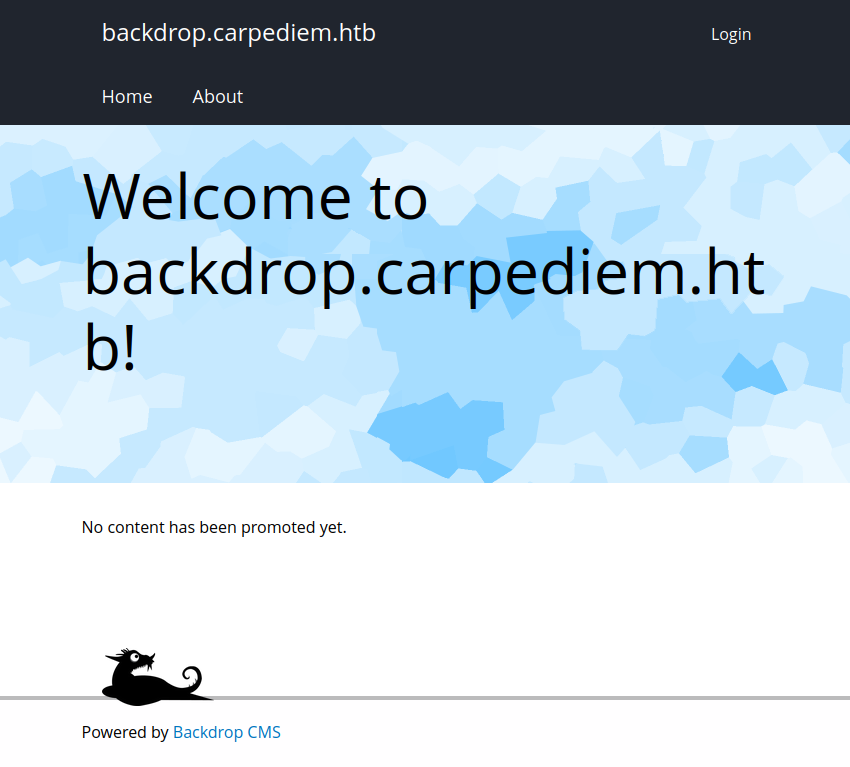 backdrop.carpediem.htb
Login
Home About
Welcome to
backdrop.carpediem.ht
b!
No content has been promoted yet.
Powered by Backdrop CMS